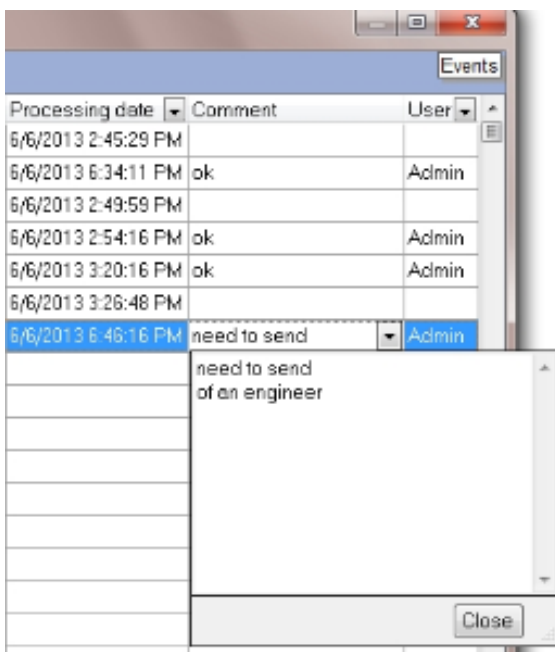 Events
Processing date Comment User
6/6/2013 2:45:29 PM
6/6/2013 6:34:11 PM ok Admin
6/6/2013 2:49:59 PM
6/6/2013 2:54:16 PM ok Admin
6/6/2013 3:20:16 PM ok Admin
6/6/2013 3:26:48 PM
6/6/2013 6:46:16 PM need to send Admin
need to send
of an engineer
Close